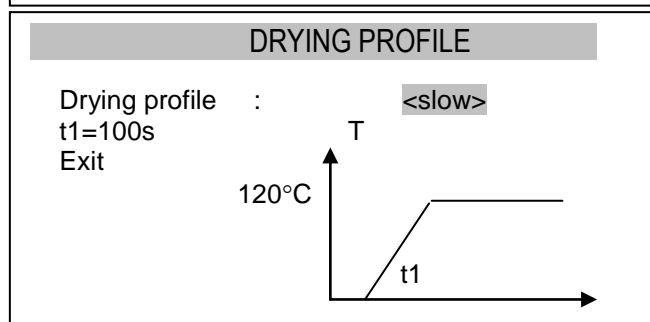 DRYING PROFILE
Drying profile : <slow>
t1=100s
T
Exit
120°C
t1